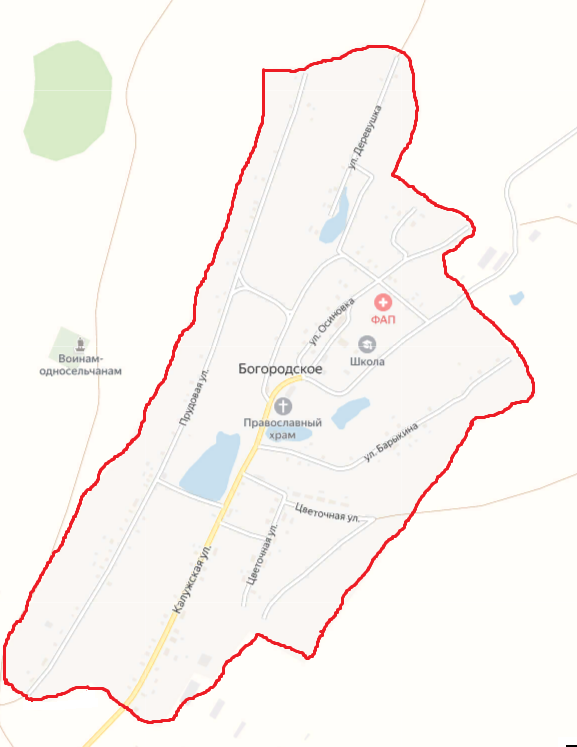 ул. Деревушка
ул. Осиновка
ФАП
Воинам-
односельчанам
Школа
Богородское
Прудовая ул.
Православный
храм
ул. Барыкина
Цветочная ул.
Цветочная ул.
Калужская ул.